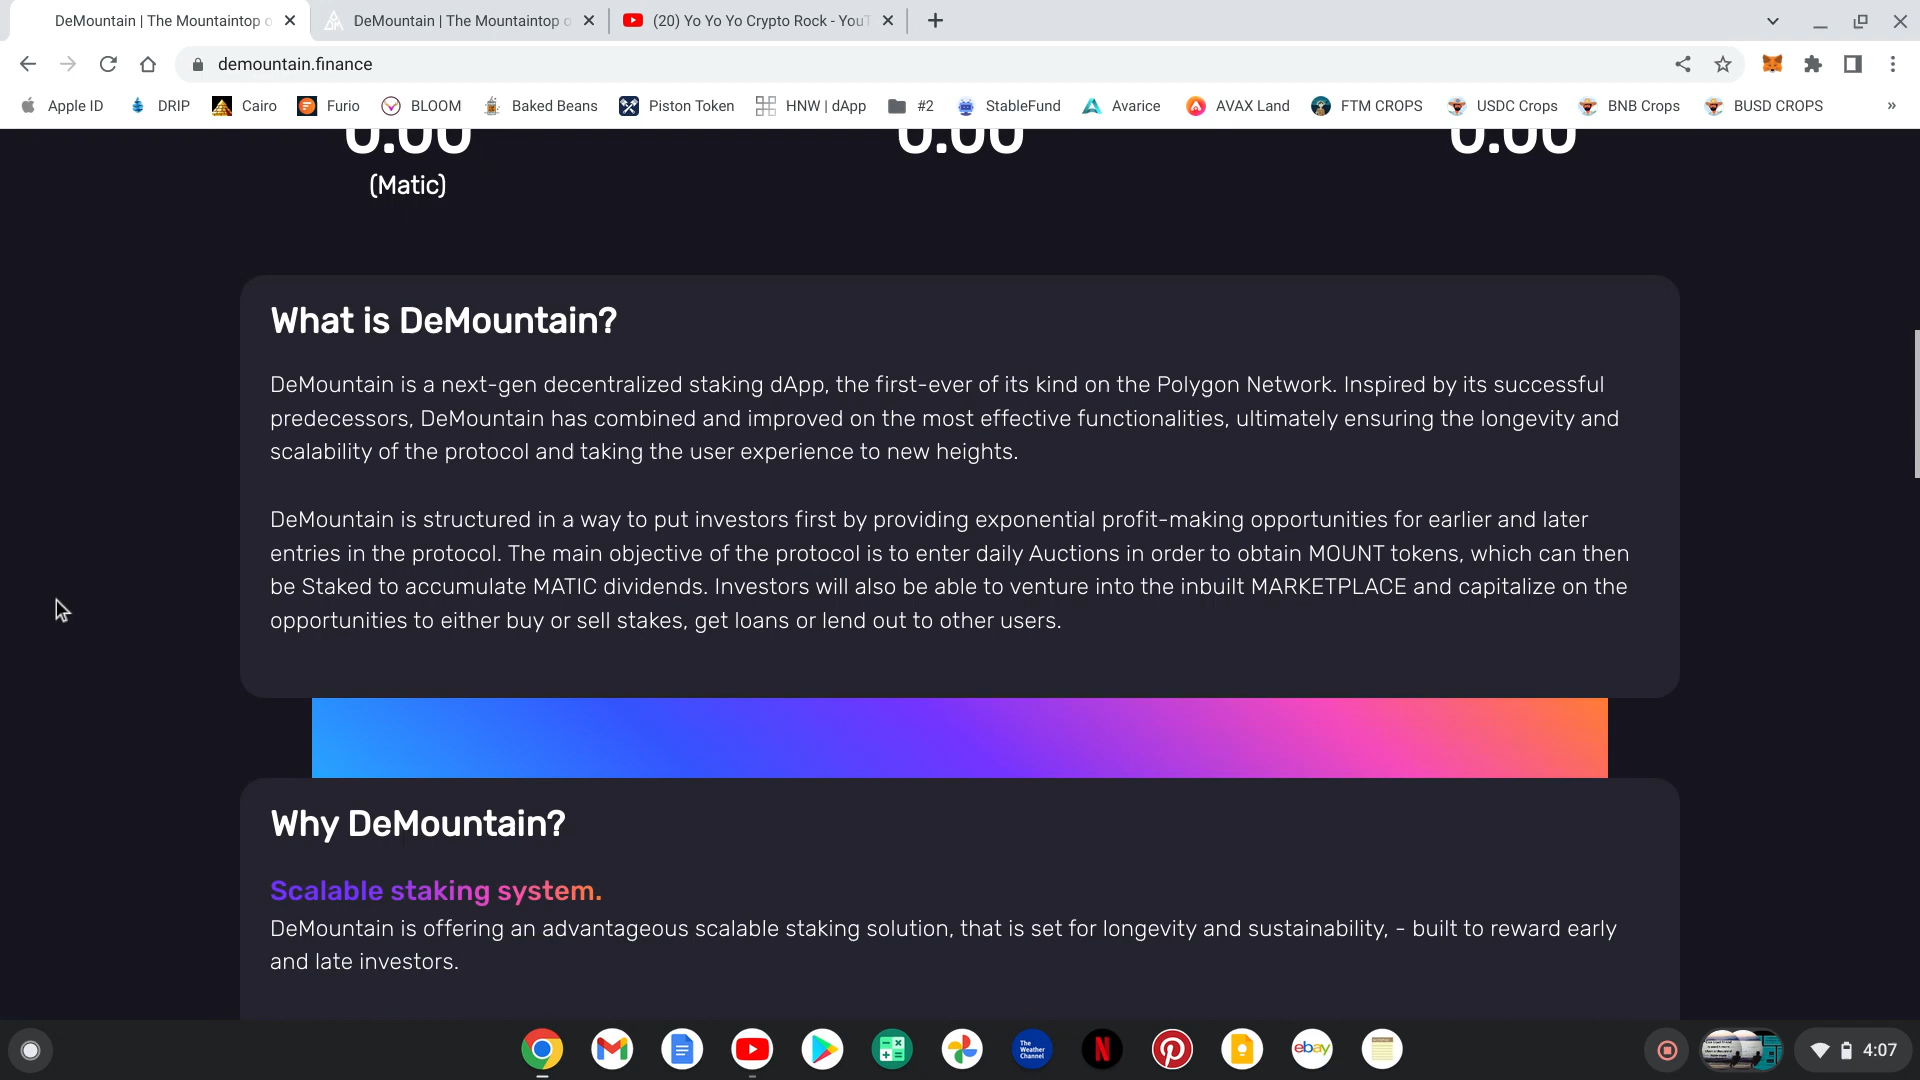 DeMountain | The Mountaintop o
DeMountain | The Mountaintop o
(20) Yo Yo Yo Crypto Rock - YouT
demountain.finance
Apple ID
DRIP
Cairo
Furio
BLOOM
Baked Beans
Piston Token
HNW | dApp
#2
StableFund
Avarice
AVAX Land
FTM CROPS
USDC Crops
BNB Crops
BUSD CROPS
»
0.00
0.00
0.00
(Matic)
What is DeMountain?
DeMountain is a next-gen decentralized staking dApp, the first-ever of its kind on the Polygon Network. Inspired by its successful
predecessors, DeMountain has combined and improved on the most effective functionalities, ultimately ensuring the longevity and
scalability of the protocol and taking the user experience to new heights.
DeMountain is structured in a way to put investors first by providing exponential profit-making opportunities for earlier and later
entries in the protocol. The main objective of the protocol is to enter daily Auctions in order to obtain MOUNT tokens, which can then
be Staked to accumulate MATIC dividends. Investors will also be able to venture into the inbuilt MARKETPLACE and capitalize on the
opportunities to either buy or sell stakes, get loans or lend out to other users.
Why DeMountain?
Scalable staking system.
DeMountain is offering an advantageous scalable staking solution, that is set for longevity and sustainability, - built to reward early
and late investors.
The
Weather
Channel
N
ebay
4:07